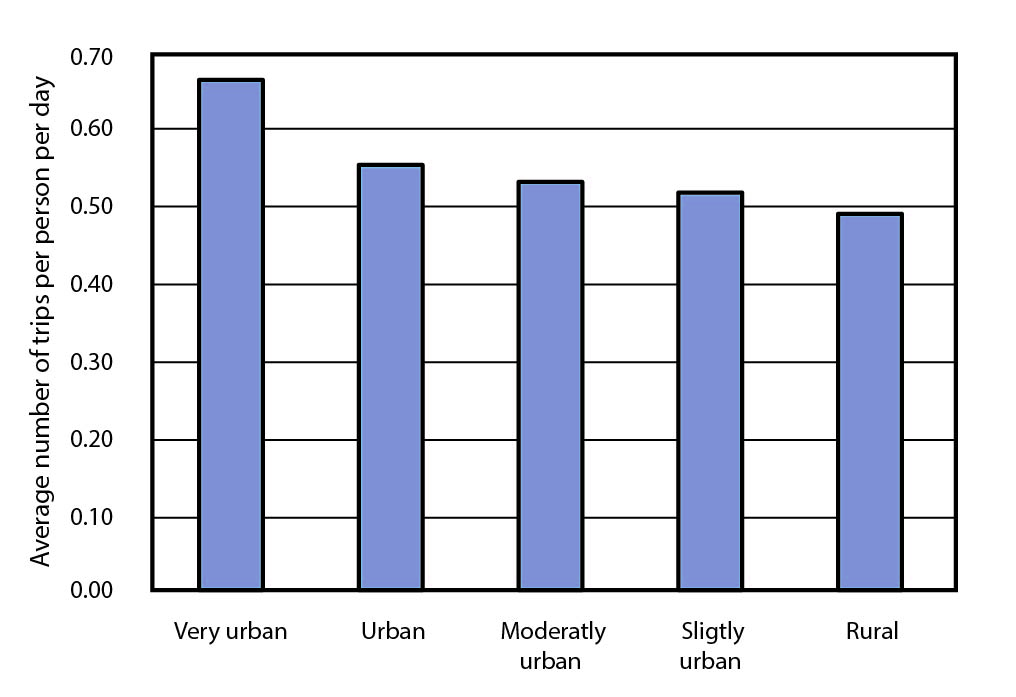 Average number of trips per person per day
0.70
0.60
0.50
0.40
0.30
0.20
0.10
0.00
Very urban
Urban
Moderatly
urban
Sligtly
urban
Rural